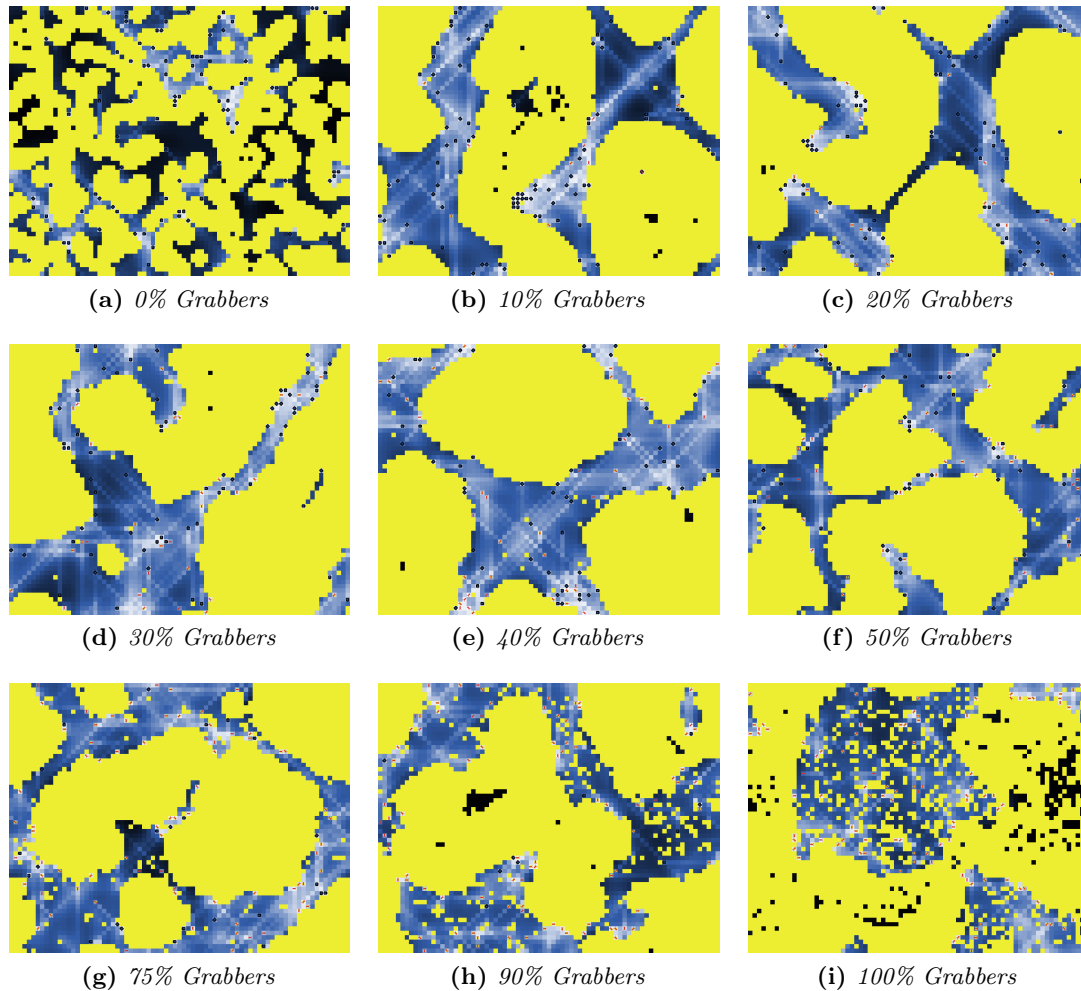 (a) 0% Grabbers
(b) 10% Grabbers
(c) 20% Grabbers
(d) 30% Grabbers
(e) 40% Grabbers
(f) 50% Grabbers
(g) 75% Grabbers
(h) 90% Grabbers
(i) 100% Grabbers